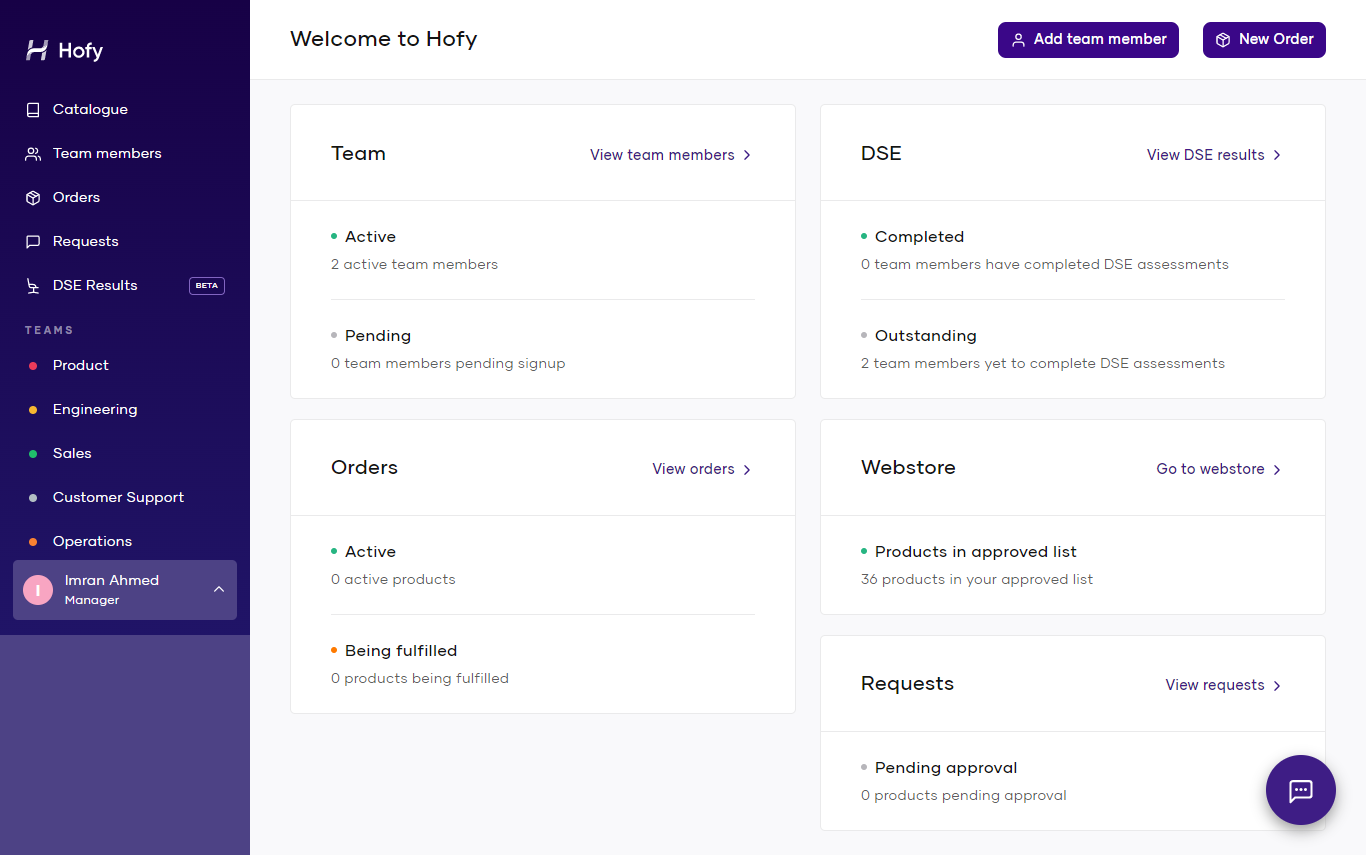 Hofy
Catalogue
Team members
Orders
Requests
DSE Results BETA
TEAMS
Product
Engineering
Sales
Customer Support
Operations
I
Imran Ahmed
Manager
Welcome to Hofy
Add team member
New Order
Team
View team members
Active
2 active team members
Pending
0 team members pending signup
DSE
View DSE results
Completed
0 team members have completed DSE assessments
Outstanding
2 team members yet to complete DSE assessments
Orders
View orders
Active
0 active products
Being fulfilled
0 products being fulfilled
Webstore
Go to webstore
Products in approved list
36 products in your approved list
Requests
View requests
Pending approval
0 products pending approval